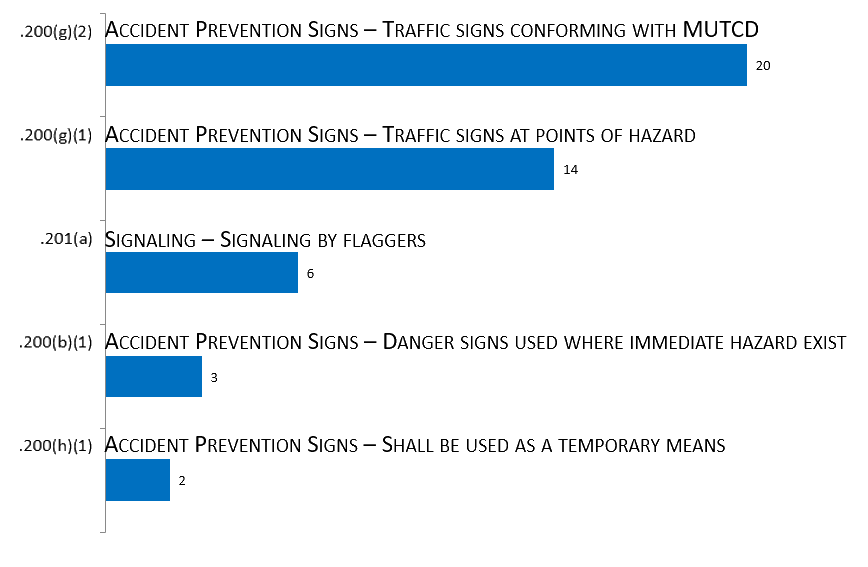 .200(g)(2) Accident Prevention Signs – Traffic signs conforming with MUTCD
20
.200(g)(1) Accident Prevention Signs – Traffic signs at points of hazard
14
.201(a) Signaling – Signaling by flaggers
6
.200(b)(1) Accident Prevention Signs – Danger signs used where immediate hazard exist
3
.200(h)(1) Accident Prevention Signs – Shall be used as a temporary means
2